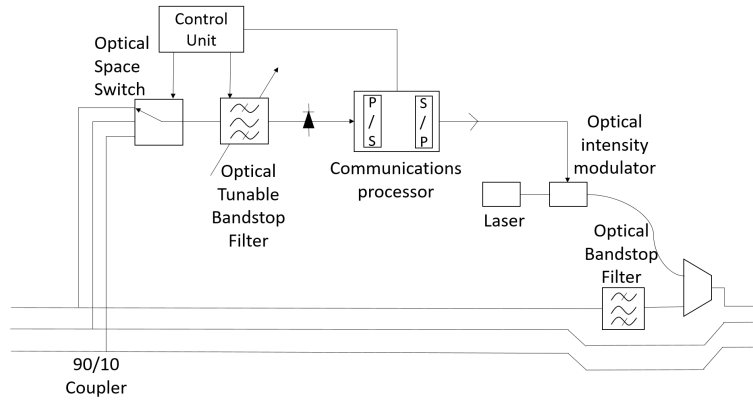 Control
Unit
Optical
Space
Switch
P
/
S
S
/
P
Optical
Tunable
Bandstop
Filter
Communications
processor
Optical
intensity
modulator
Laser
Optical
Bandstop
Filter
90/10
Coupler